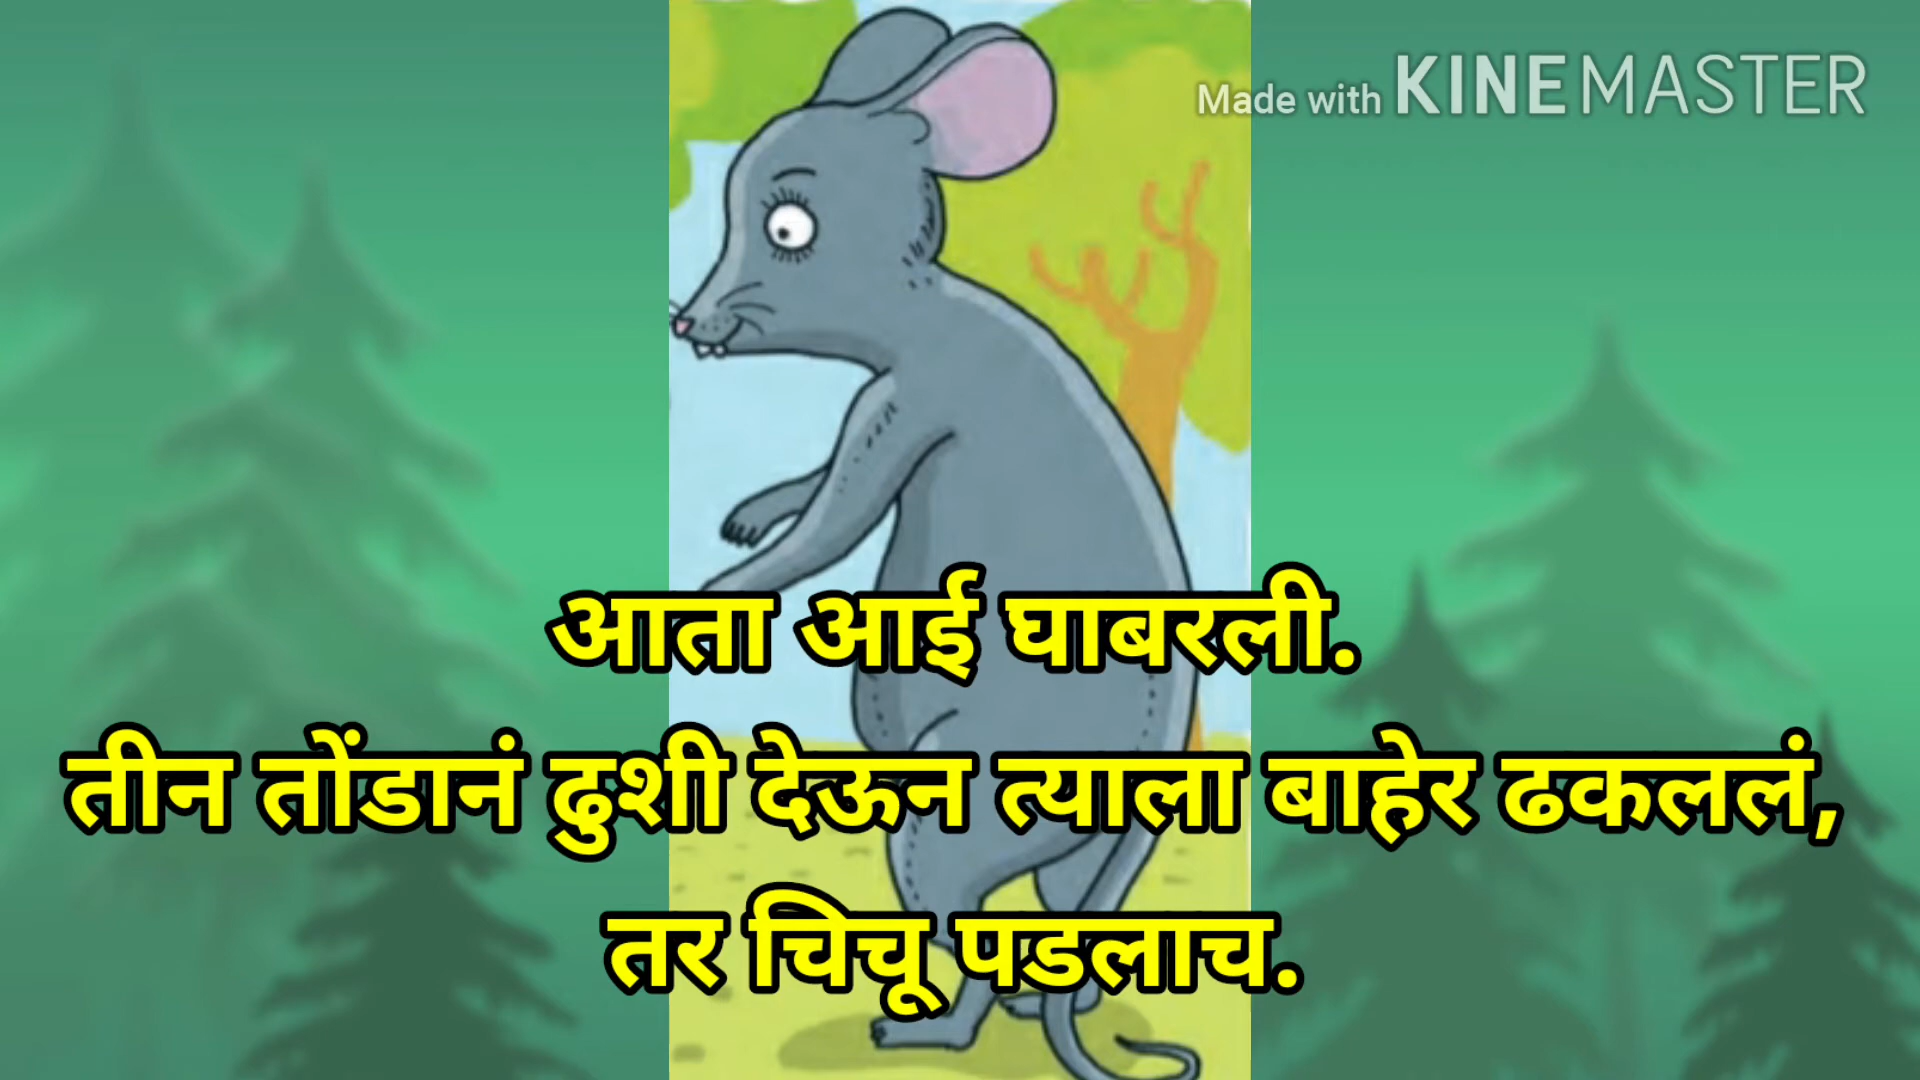 Made with KINEMASTER
आता आई घाबरली.
तीन तोंडानं ढुशी देऊन त्याला बाहेर ढकललं,
तर चिचू पडलाच.